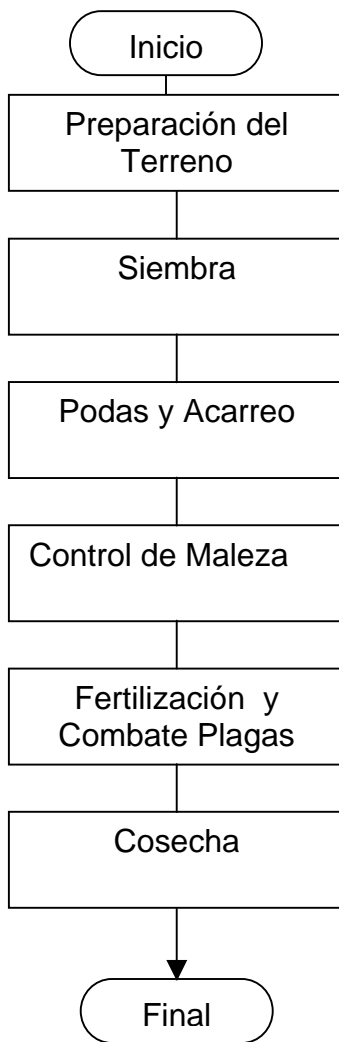 Inicio
Preparación del
Terreno
Siembra
Podas y Acarreo
Control de Maleza
Fertilización y
Combate Plagas
Cosecha
Final